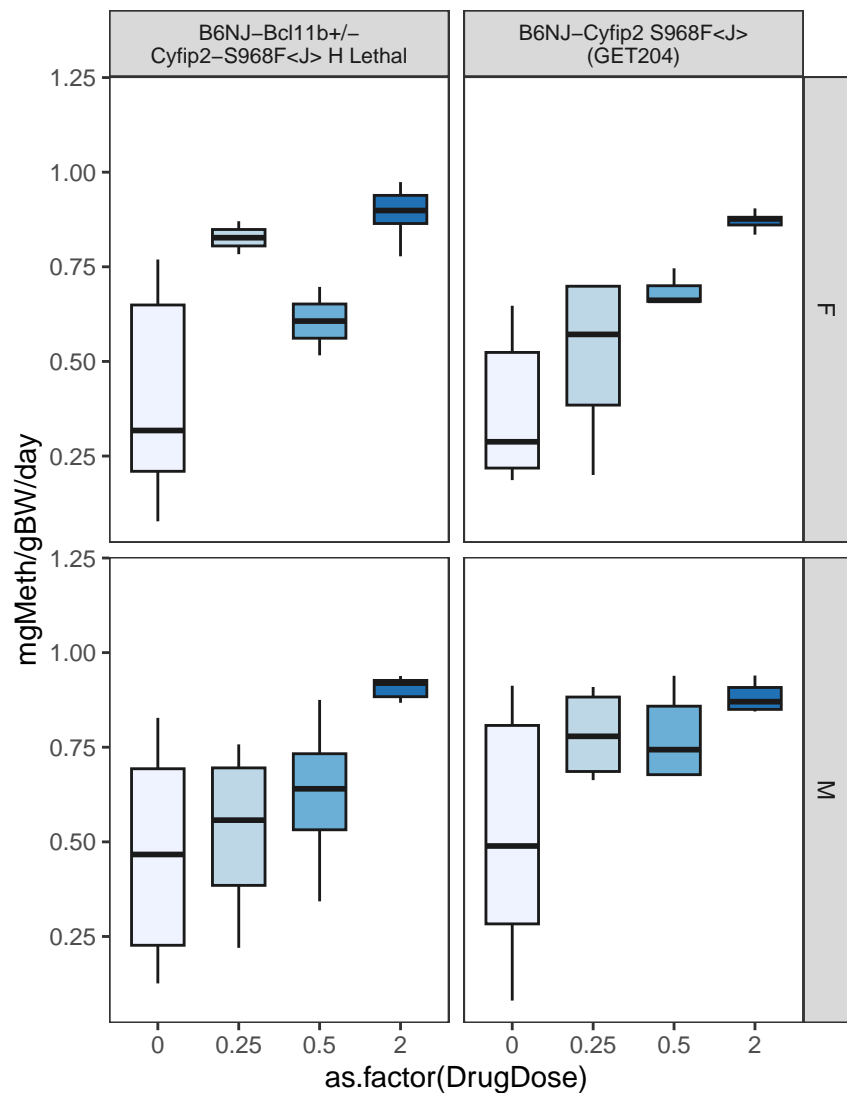 B6NJ−Bcl11b+/−
Cyfip2−S968F<J> H Lethal
B6NJ−Cyfip2 S968F<J>
(GET204)
mgMeth/gBW/day
1.25
1.00
0.75
0.50
0.25
F
1.25
1.00
0.75
0.50
0.25
M
0 0.25 0.5 2
0 0.25 0.5 2
as.factor(DrugDose)